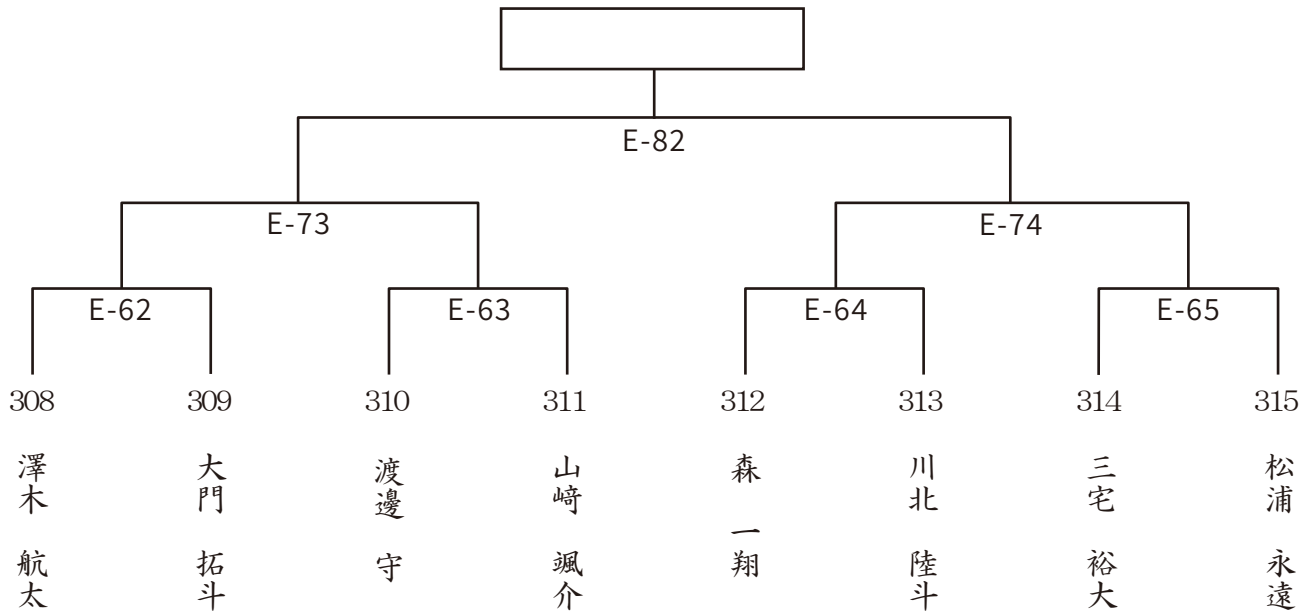 E-82
E-73
E-74
E-62
E-63
E-64
E-65
308
309
310
311
312
313
314
315
澤木 航太
大門 拓斗
渡邊 守
山﨑 颯介
森 一翔
川北 陸斗
三宅 裕大
松浦 永遠